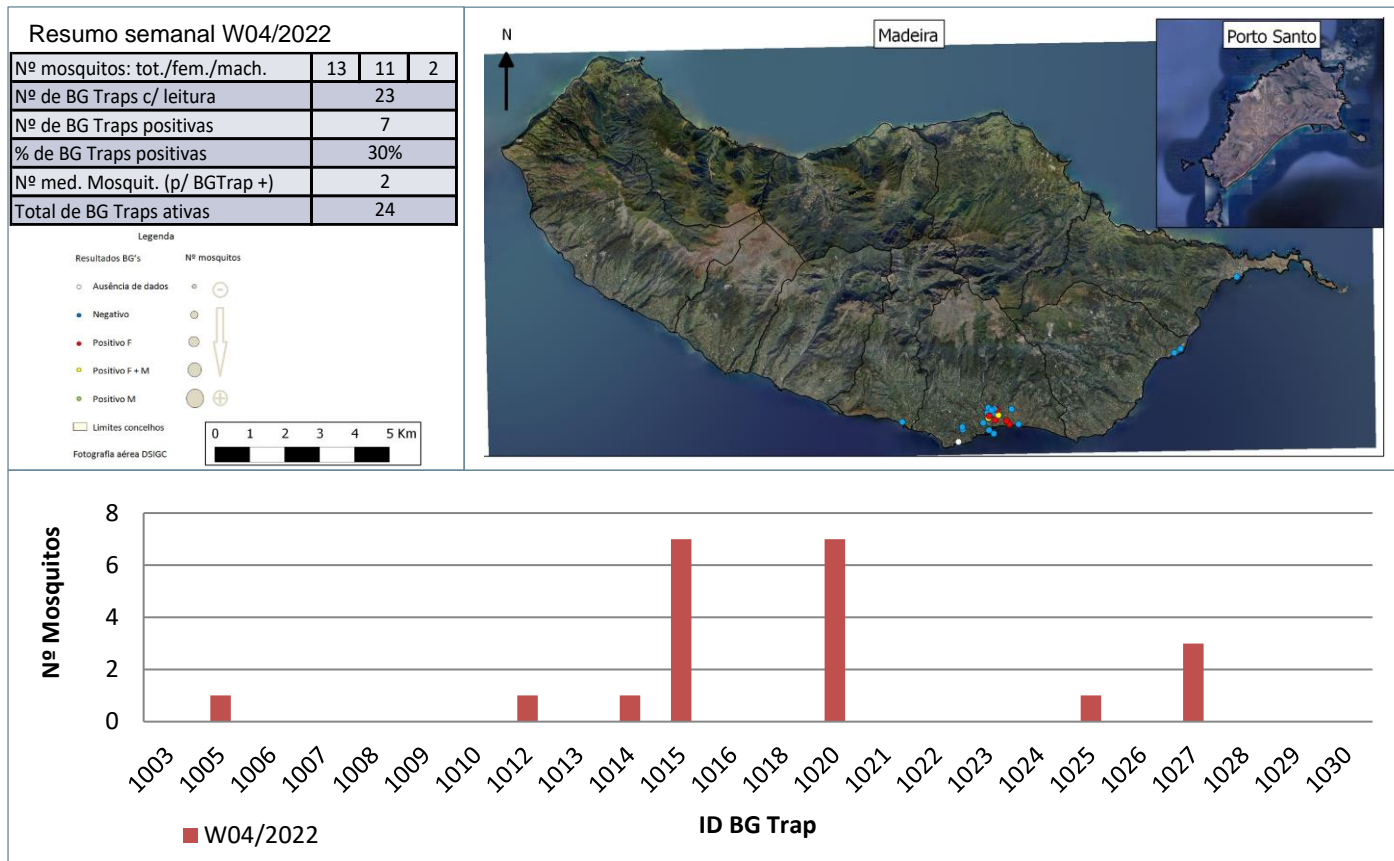 Resumo semanal W04/2022
Nº mosquitos: tot./fem./mach. 13 11 2
Nº de BG Traps c/ leitura 23
Nº de BG Traps positivas 7
% de BG Traps positivas 30%
Nº med. Mosquit. (p/ BGTrap +) 2
Total de BG Traps ativas 24
Legenda
Resultados BG's Nº mosquitos
Ausência de dados
Negativo
Positivo F
Positivo F + M
Positivo M
Limites concelhos
Fotografia aérea DSIGC
0 1 2 3 4 5 Km
N
Madeira
Porto Santo
Nº Mosquitos
8
6
4
2
0
1003 1005 1006 1007 1008 1009 1010 1012 1013 1014 1015 1016 1018 1020 1021 1022 1023 1024 1025 1026 1027 1028 1029 1030
ID BG Trap
W04/2022